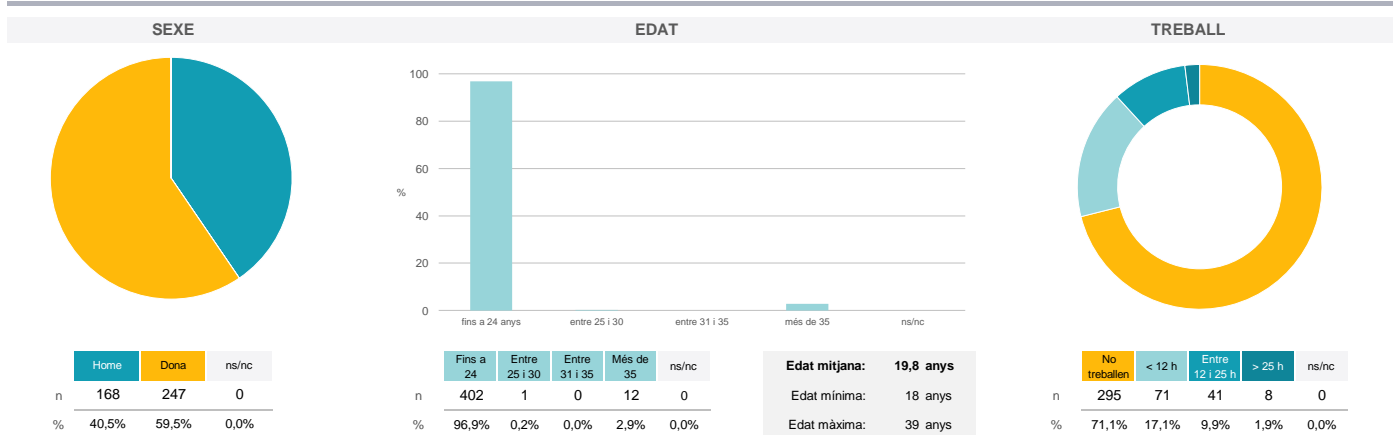 SEXE
EDAT
TREBALL
100
80
60
%
40
20
0
fins a 24 anys
entre 25 i 30
entre 31 i 35
més de 35
ns/nc
Home Dona ns/nc
n 168 247 0
% 40,5% 59,5% 0,0%
Fins a 24
Entre 25 i 30
Entre 31 i 35
Més de 35
ns/nc
n 402 1 0 12 0
% 96,9% 0,2% 0,0% 2,9% 0,0%
Edat mitjana: 19,8 anys
Edat mínima: 18 anys
Edat màxima: 39 anys
No treballen
< 12 h
Entre 12 i 25 h
> 25 h
ns/nc
n 295 71 41 8 0
% 71,1% 17,1% 9,9% 1,9% 0,0%